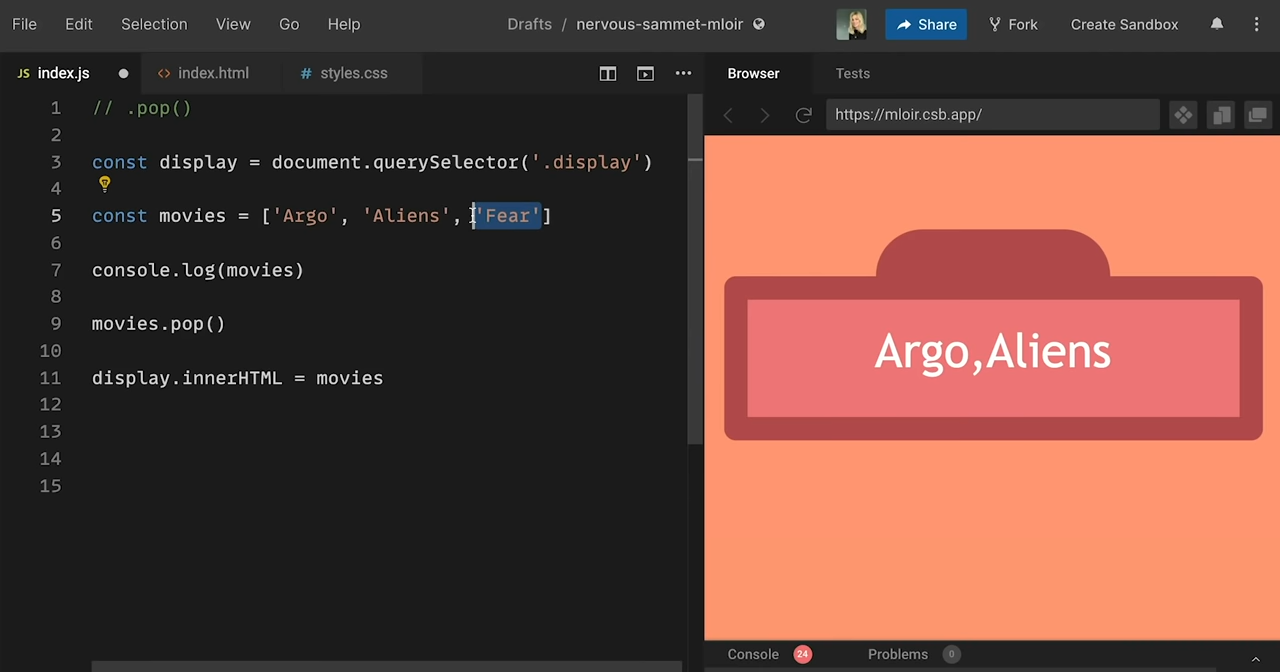 File Edit Selection View Go Help Drafts / nervous-sammet-mloir Share Fork Create Sandbox
JS index.js <> index.html # styles.css
Browser Tests
https://mloir.csb.app/
1 // .pop()
2
3 const display = document.querySelector('.display')
4
5 const movies = ['Argo', 'Aliens', 'Fear']
6
7 console.log(movies)
8
9 movies.pop()
10
11 display.innerHTML = movies
12
13
14
15
Argo,Aliens
Console 24 Problems 0